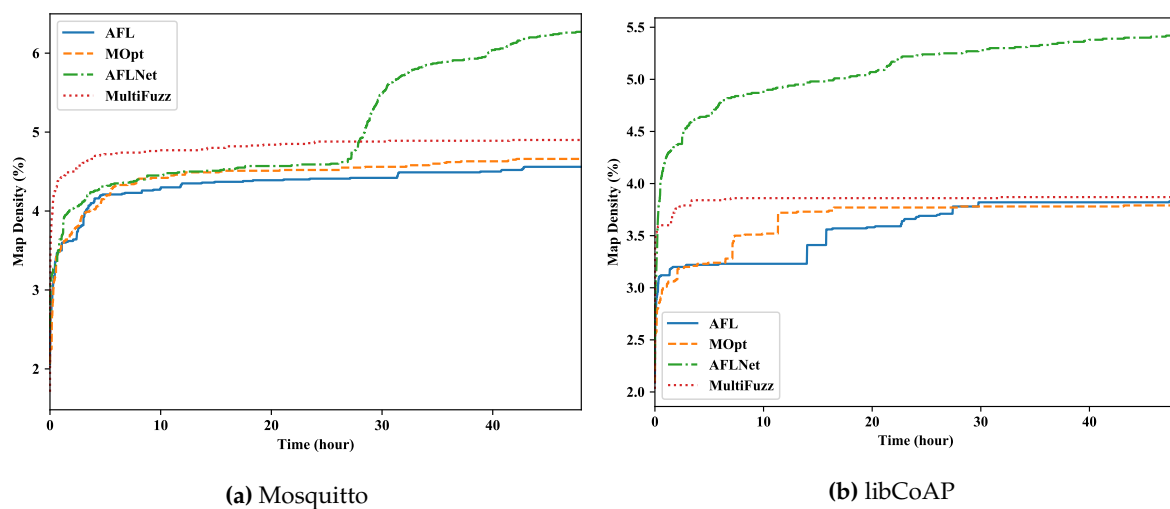 AFL
MOpt
AFLNet
MultiFuzz
6
5
4
3
2
Map Density (%)
0
10
20
30
40
Time (hour)
(a) Mosquitto
5.5
5.0
4.5
4.0
3.5
3.0
2.5
2.0
Map Density (%)
AFL
MOpt
AFLNet
MultiFuzz
0
10
20
30
40
Time (hour)
(b) libCoAP